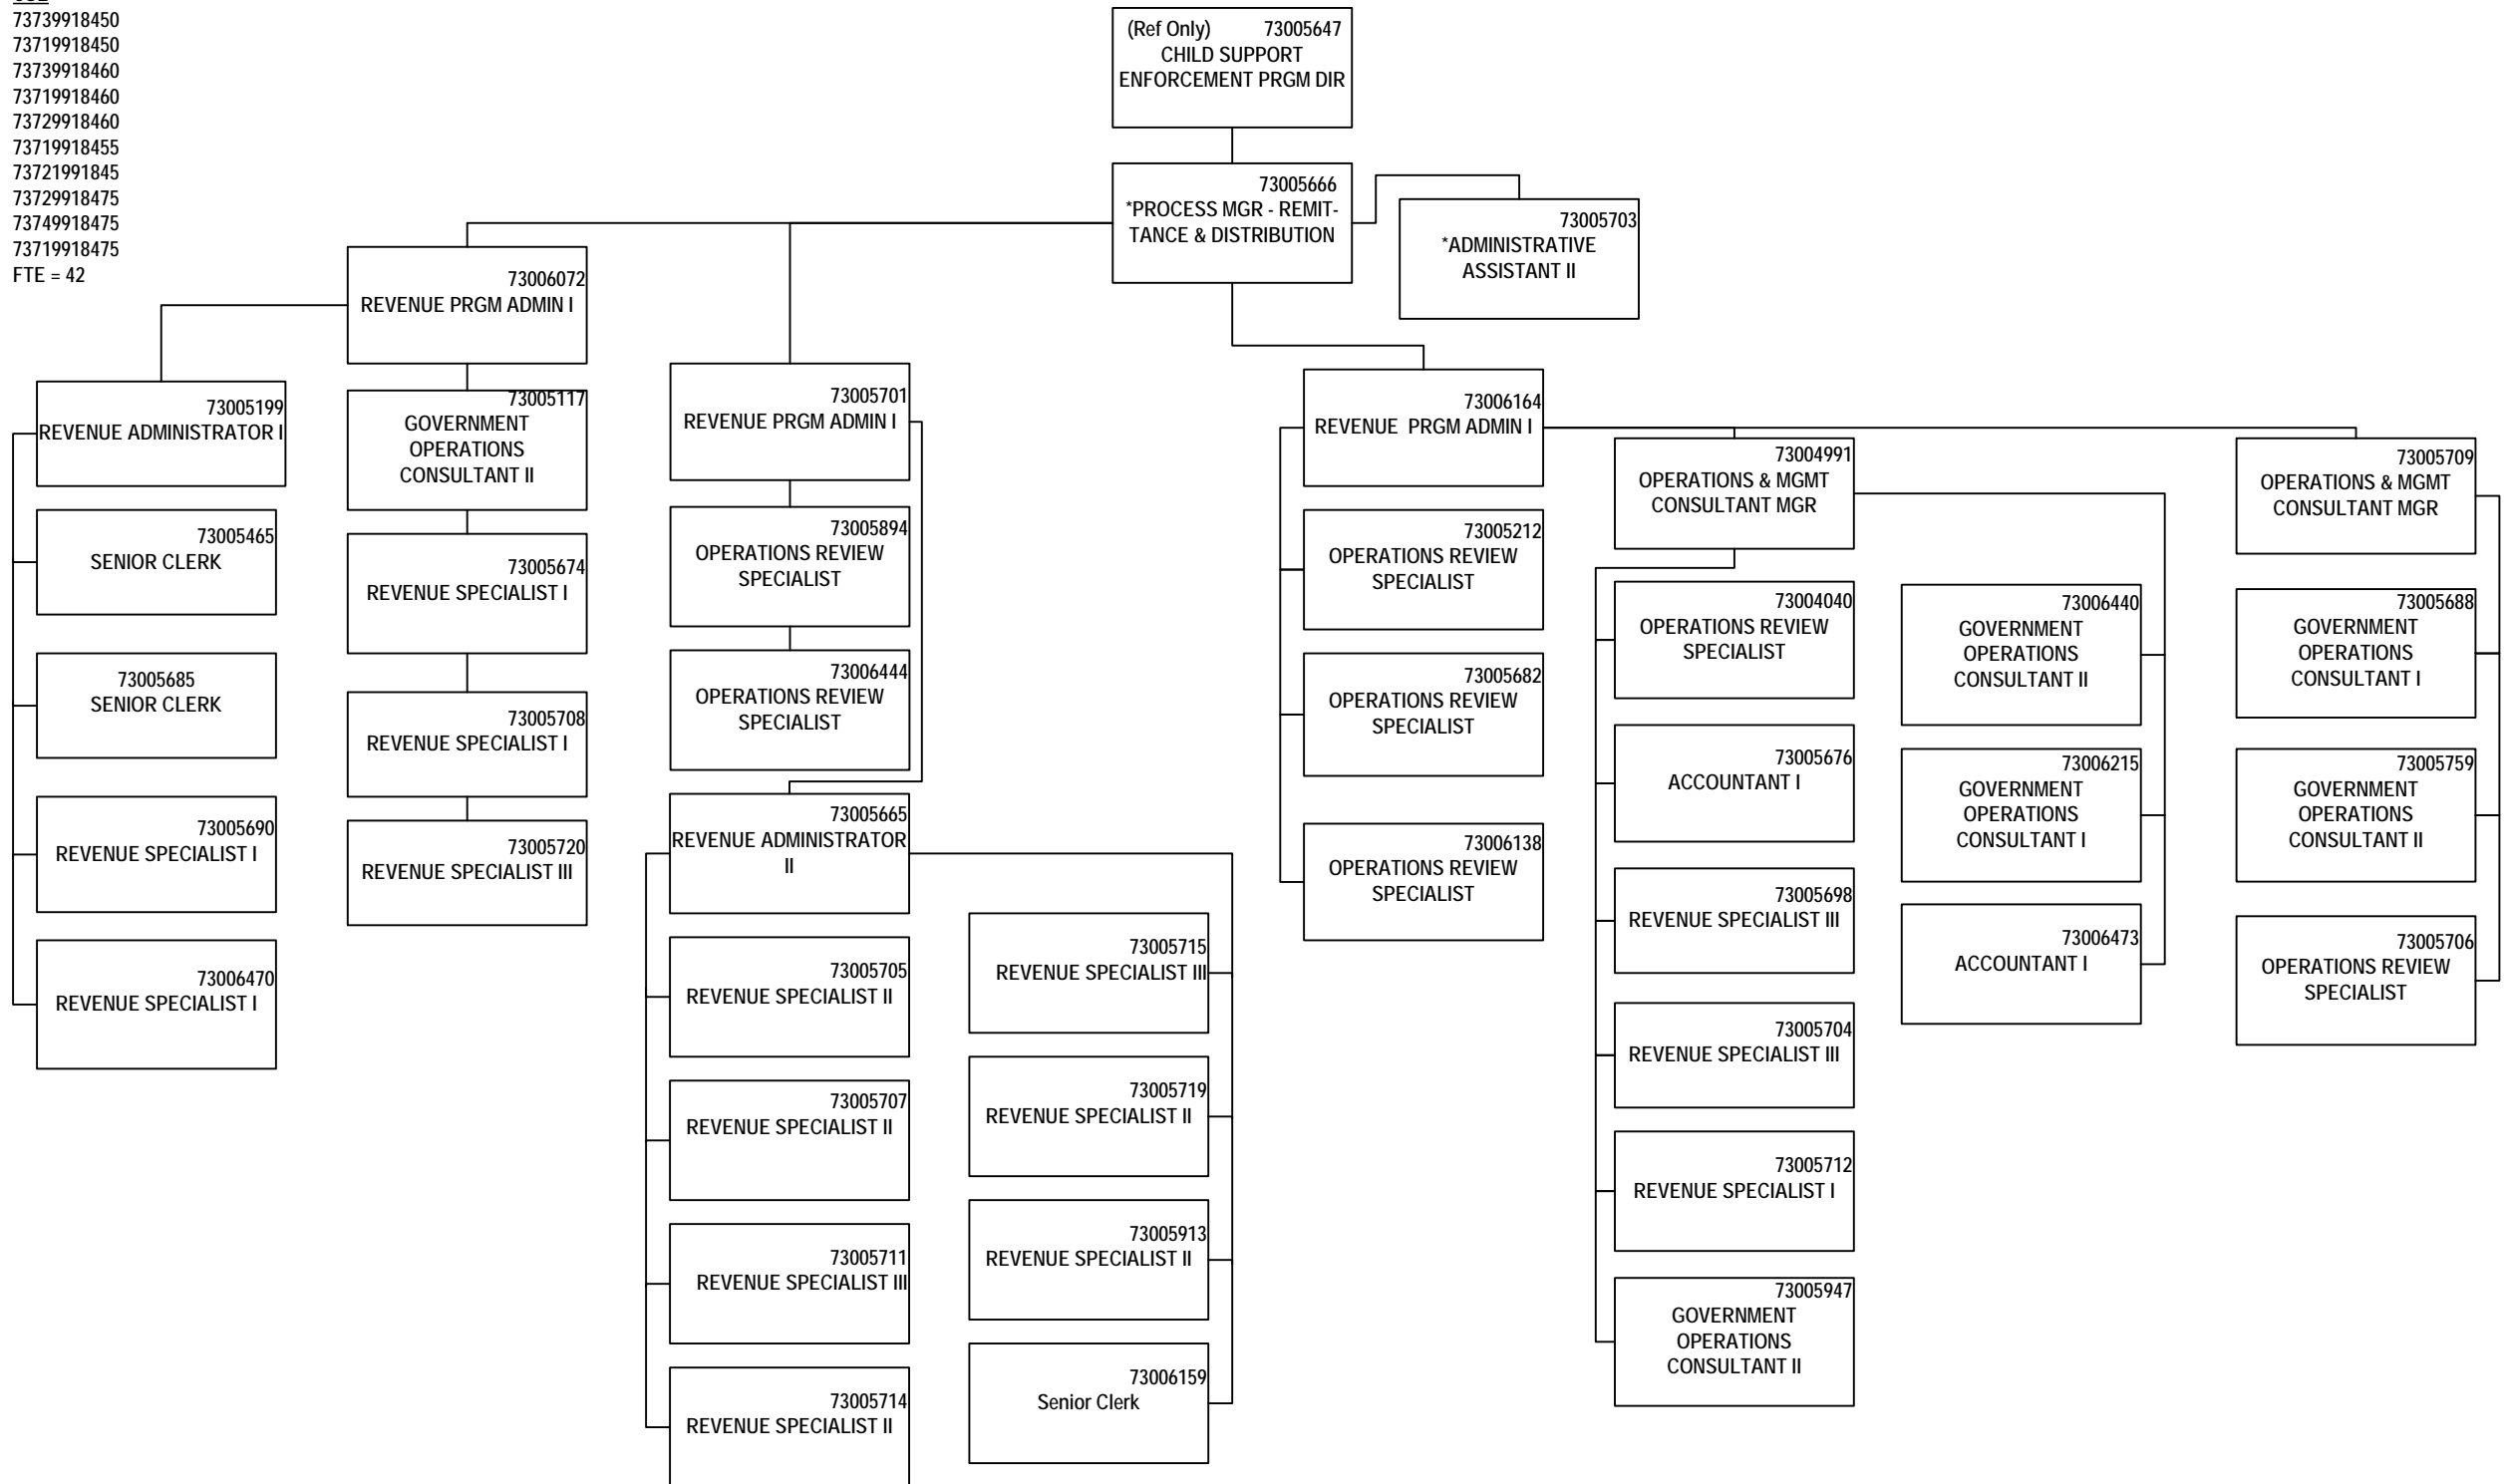 73739918450
73719918450
73739918460
73719918460
73729918460
73719918455
73721991845
73729918475
73749918475
73719918475
FTE = 42
(Ref Only) 73005647
CHILD SUPPORT
ENFORCEMENT PRGM DIR
73005666
*PROCESS MGR - REMIT-
TANCE & DISTRIBUTION
73005703
*ADMINISTRATIVE
ASSISTANT II
73006072
REVENUE PRGM ADMIN I
73005199
REVENUE ADMINISTRATOR I
73005465
SENIOR CLERK
73005685
SENIOR CLERK
73005690
REVENUE SPECIALIST I
73006470
REVENUE SPECIALIST I
73005117
GOVERNMENT
OPERATIONS
CONSULTANT II
73005674
REVENUE SPECIALIST I
73005708
REVENUE SPECIALIST I
73005720
REVENUE SPECIALIST III
73005701
REVENUE PRGM ADMIN I
73005894
OPERATIONS REVIEW
SPECIALIST
73006444
OPERATIONS REVIEW
SPECIALIST
73005665
REVENUE ADMINISTRATOR
II
73005705
REVENUE SPECIALIST II
73005707
REVENUE SPECIALIST II
73005711
REVENUE SPECIALIST III
73005714
REVENUE SPECIALIST II
73005715
REVENUE SPECIALIST III
73005719
REVENUE SPECIALIST II
73005913
REVENUE SPECIALIST II
73006159
Senior Clerk
73006164
REVENUE PRGM ADMIN I
73005212
OPERATIONS REVIEW
SPECIALIST
73005682
OPERATIONS REVIEW
SPECIALIST
73006138
OPERATIONS REVIEW
SPECIALIST
73004991
OPERATIONS & MGMT
CONSULTANT MGR
73004040
OPERATIONS REVIEW
SPECIALIST
73005676
ACCOUNTANT I
73005698
REVENUE SPECIALIST III
73005704
REVENUE SPECIALIST III
73005712
REVENUE SPECIALIST I
73005947
GOVERNMENT
OPERATIONS
CONSULTANT II
73006440
GOVERNMENT
OPERATIONS
CONSULTANT II
73006215
GOVERNMENT
OPERATIONS
CONSULTANT I
73006473
ACCOUNTANT I
73005709
OPERATIONS & MGMT
CONSULTANT MGR
73005688
GOVERNMENT
OPERATIONS
CONSULTANT I
73005759
GOVERNMENT
OPERATIONS
CONSULTANT II
73005706
OPERATIONS REVIEW
SPECIALIST